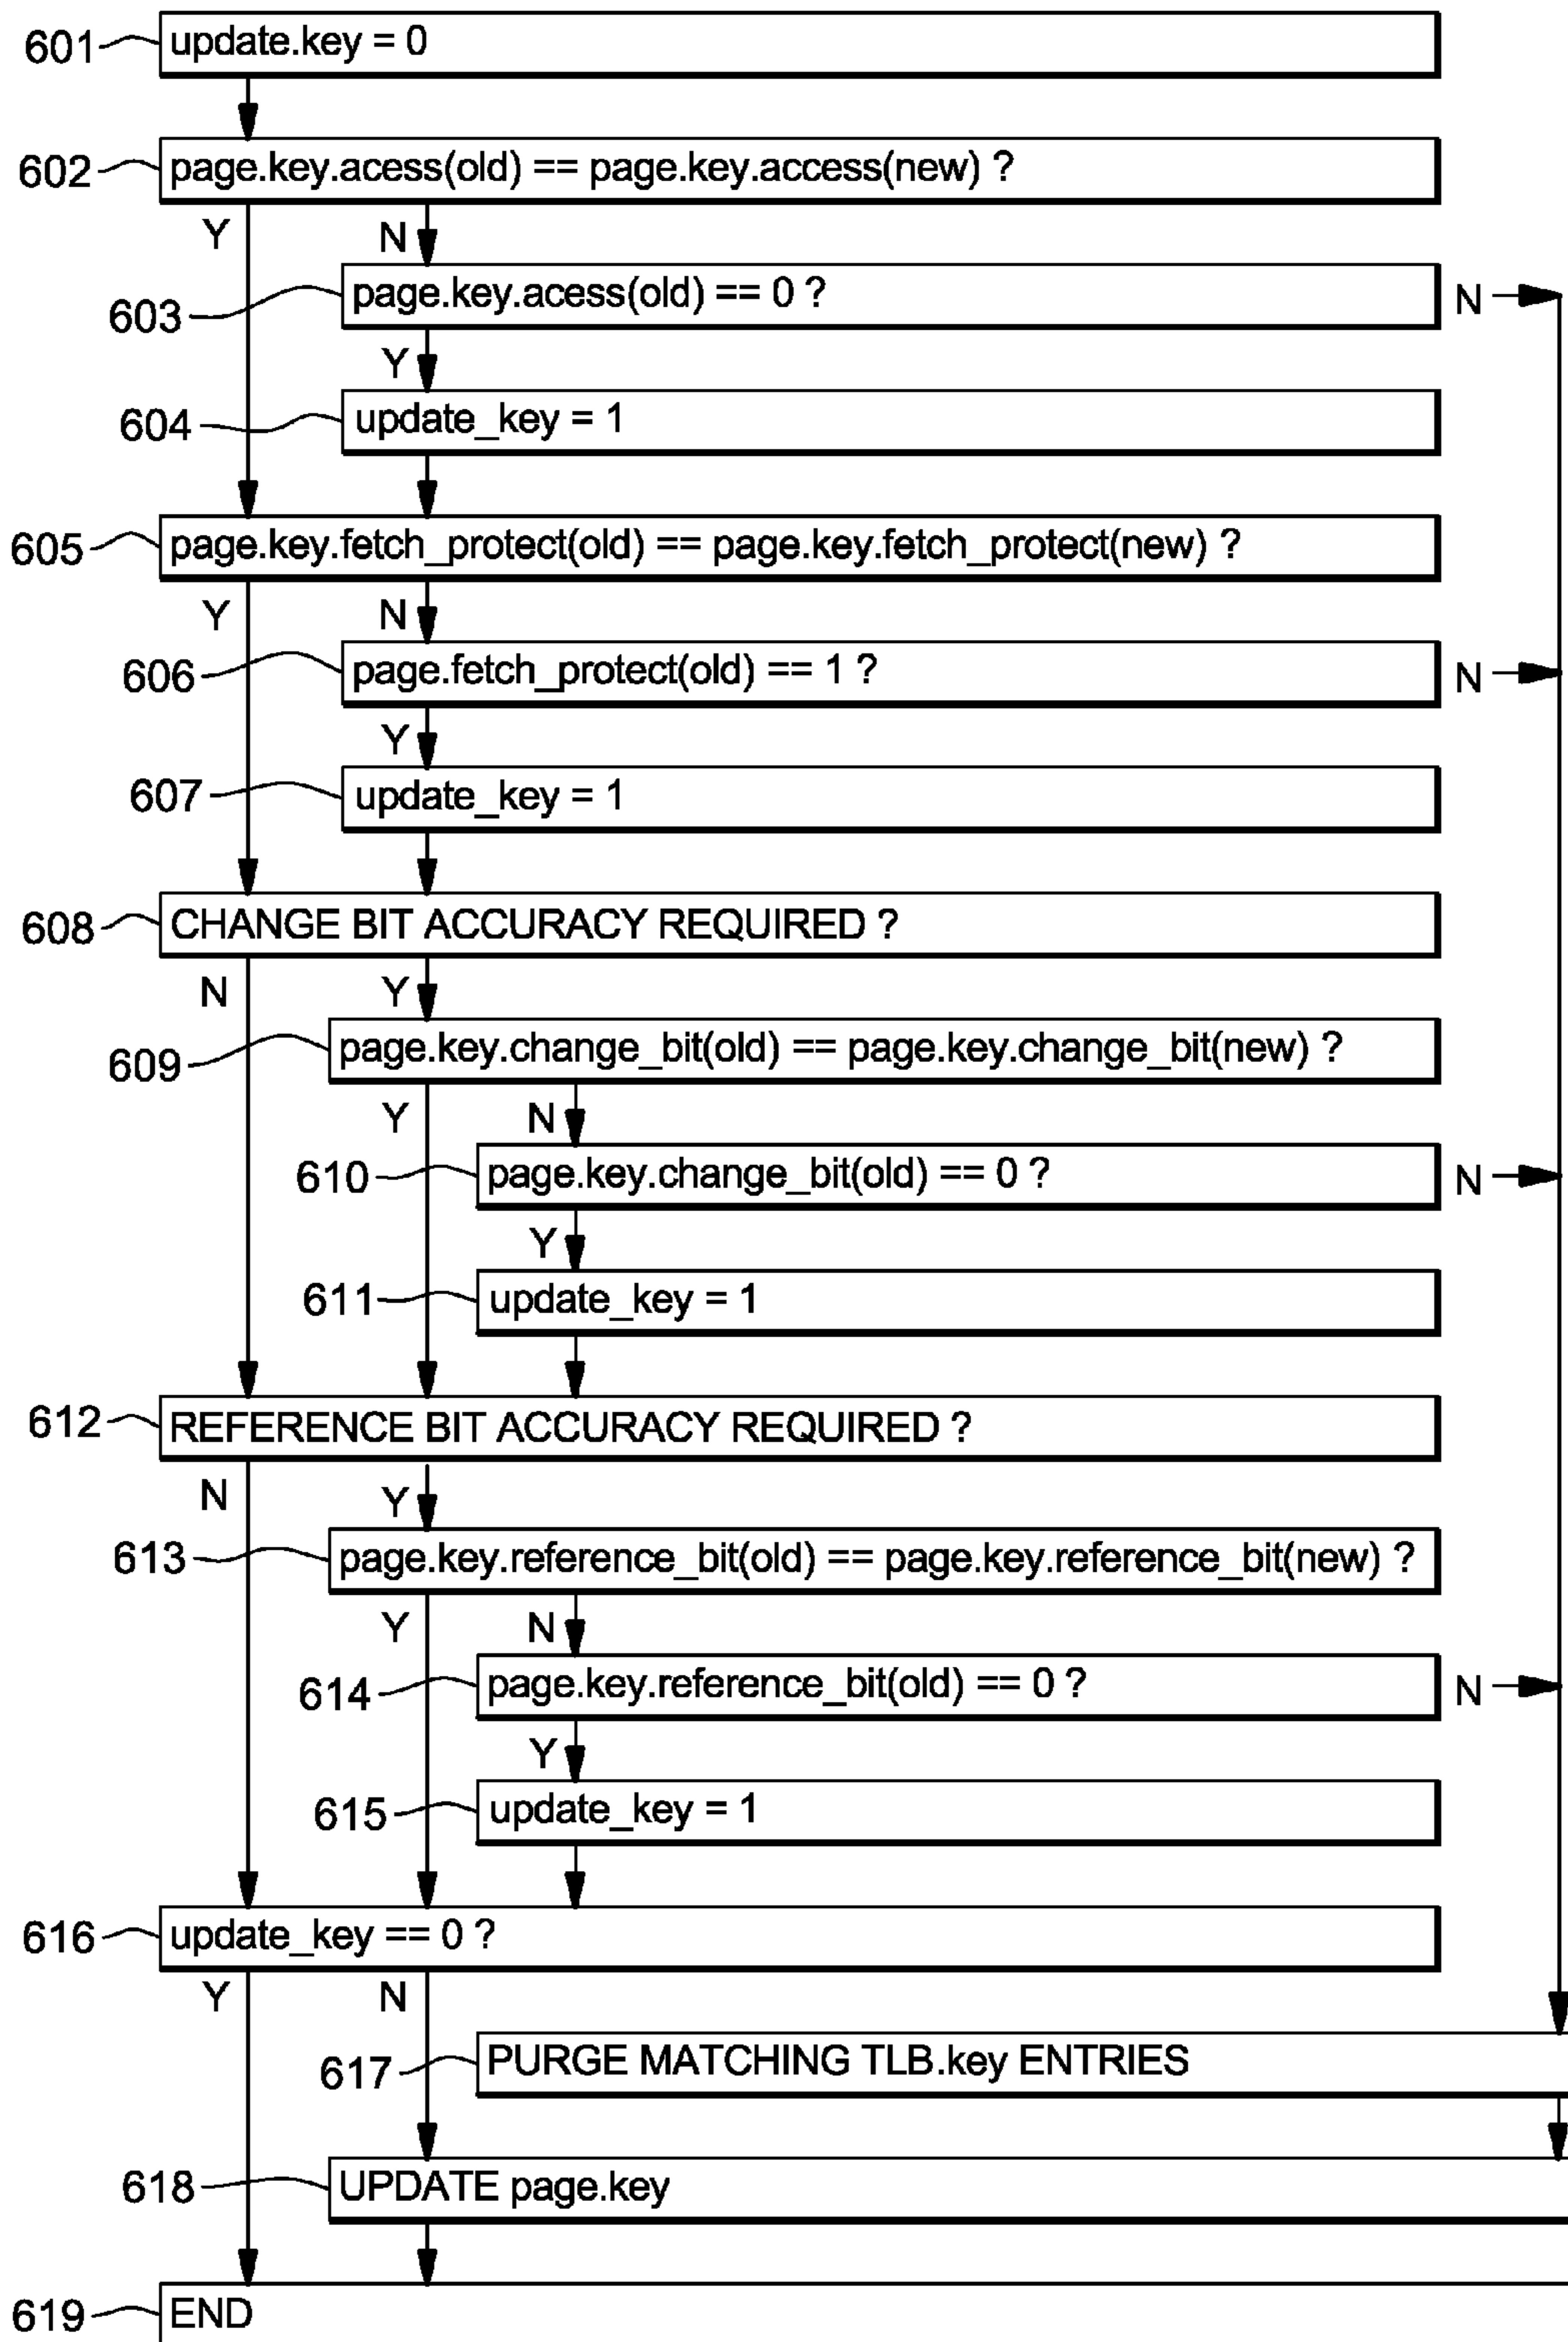 601 update.key = 0
602 page.key.acess(old) == page.key.access(new) ?
Y N
603 page.key.acess(old) == 0 ? N
Y
604 update_key = 1
605 page.key.fetch_protect(old) == page.key.fetch_protect(new) ?
Y N
606 page.fetch_protect(old) == 1 ? N
Y
607 update_key = 1
608 CHANGE BIT ACCURACY REQUIRED ?
N Y
609 page.key.change_bit(old) == page.key.change_bit(new) ?
Y N
610 page.key.change_bit(old) == 0 ? N
Y
611 update_key = 1
612 REFERENCE BIT ACCURACY REQUIRED ?
N Y
613 page.key.reference_bit(old) == page.key.reference_bit(new) ?
Y N
614 page.key.reference_bit(old) == 0 ? N
Y
615 update_key = 1
616 update_key == 0 ?
Y N
617 PURGE MATCHING TLB.key ENTRIES
618 UPDATE page.key
619 END